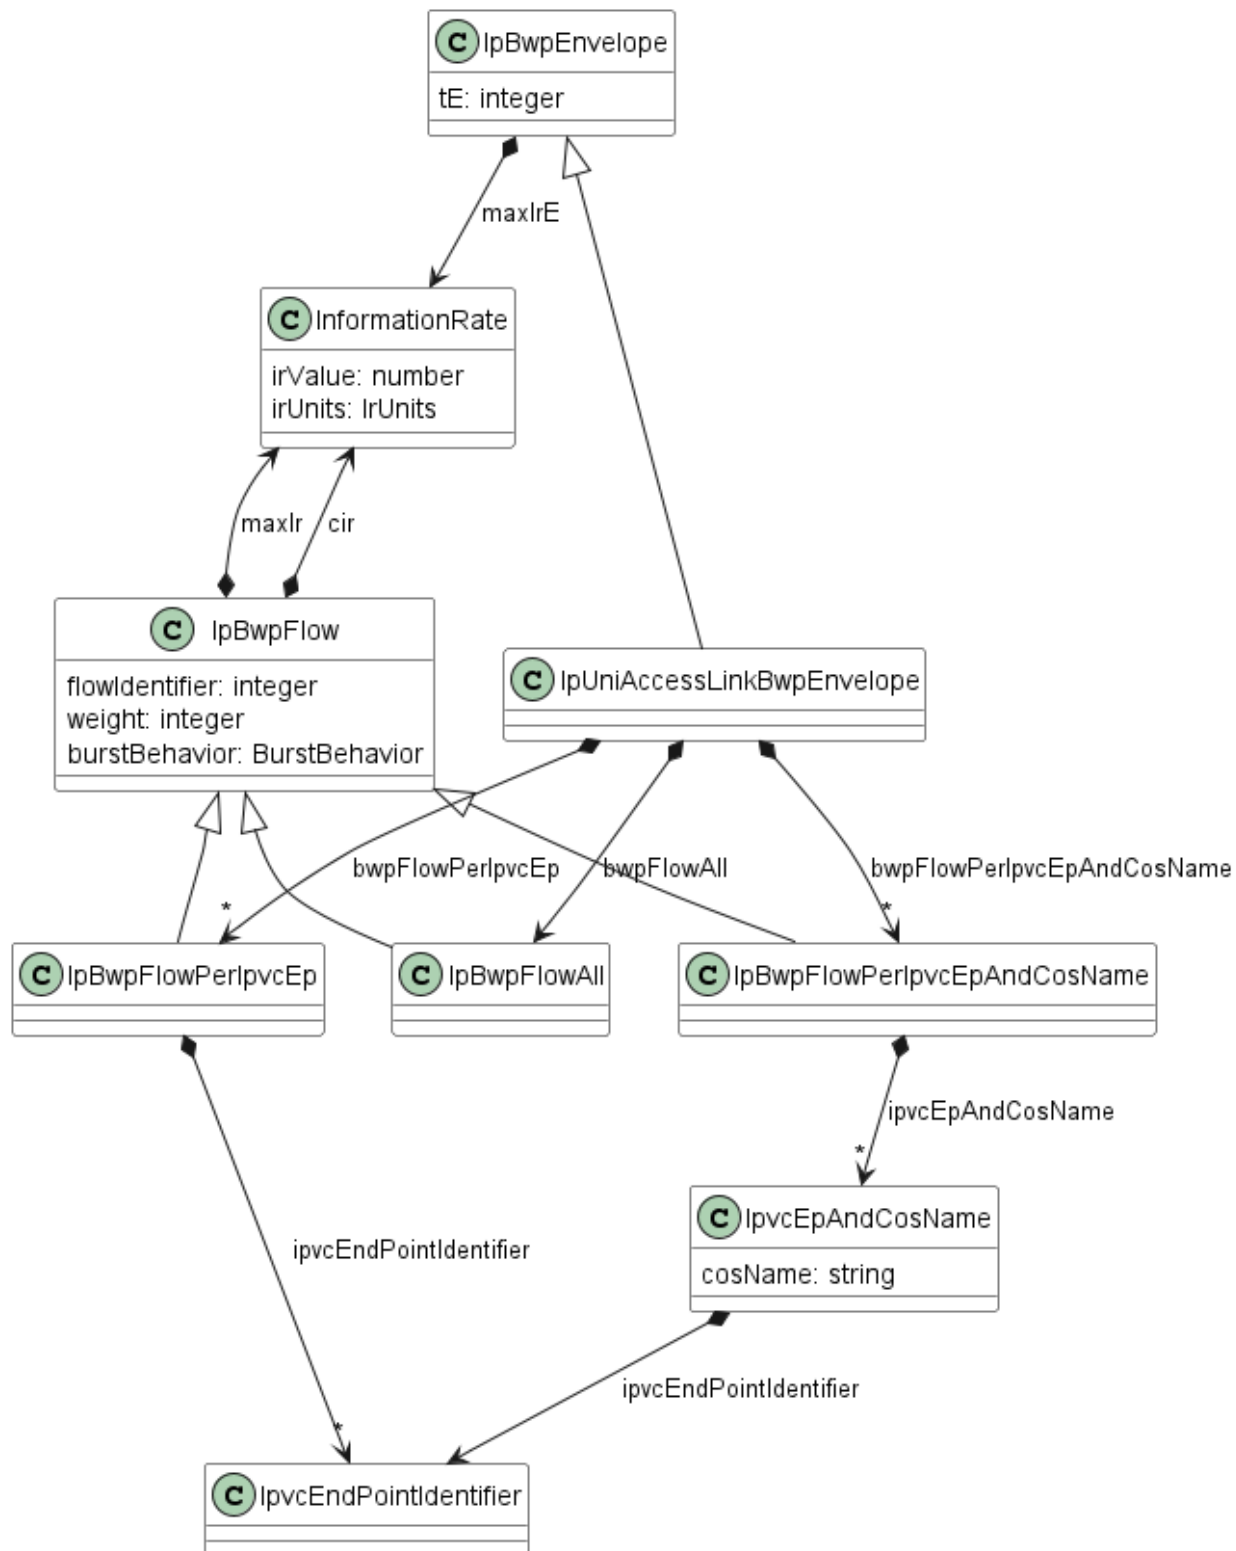 C IpBwpEnvelope
tE: integer
maxIrE
C InformationRate
irValue: number
irUnits: IrUnits
maxIr
cir
C IpBwpFlow
flowIdentifier: integer
weight: integer
burstBehavior: BurstBehavior
C IpUniAccessLinkBwpEnvelope
bwpFlowPerIpvcEp
bwpFlowAll
bwpFlowPerIpvcEpAndCosName
*
*
C IpBwpFlowPerIpvcEp
C IpBwpFlowAll
C IpBwpFlowPerIpvcEpAndCosName
ipvcEpAndCosName
*
C IpvcEpAndCosName
cosName: string
ipvcEndPointIdentifier
ipvcEndPointIdentifier
*
C IpvcEndPointIdentifier